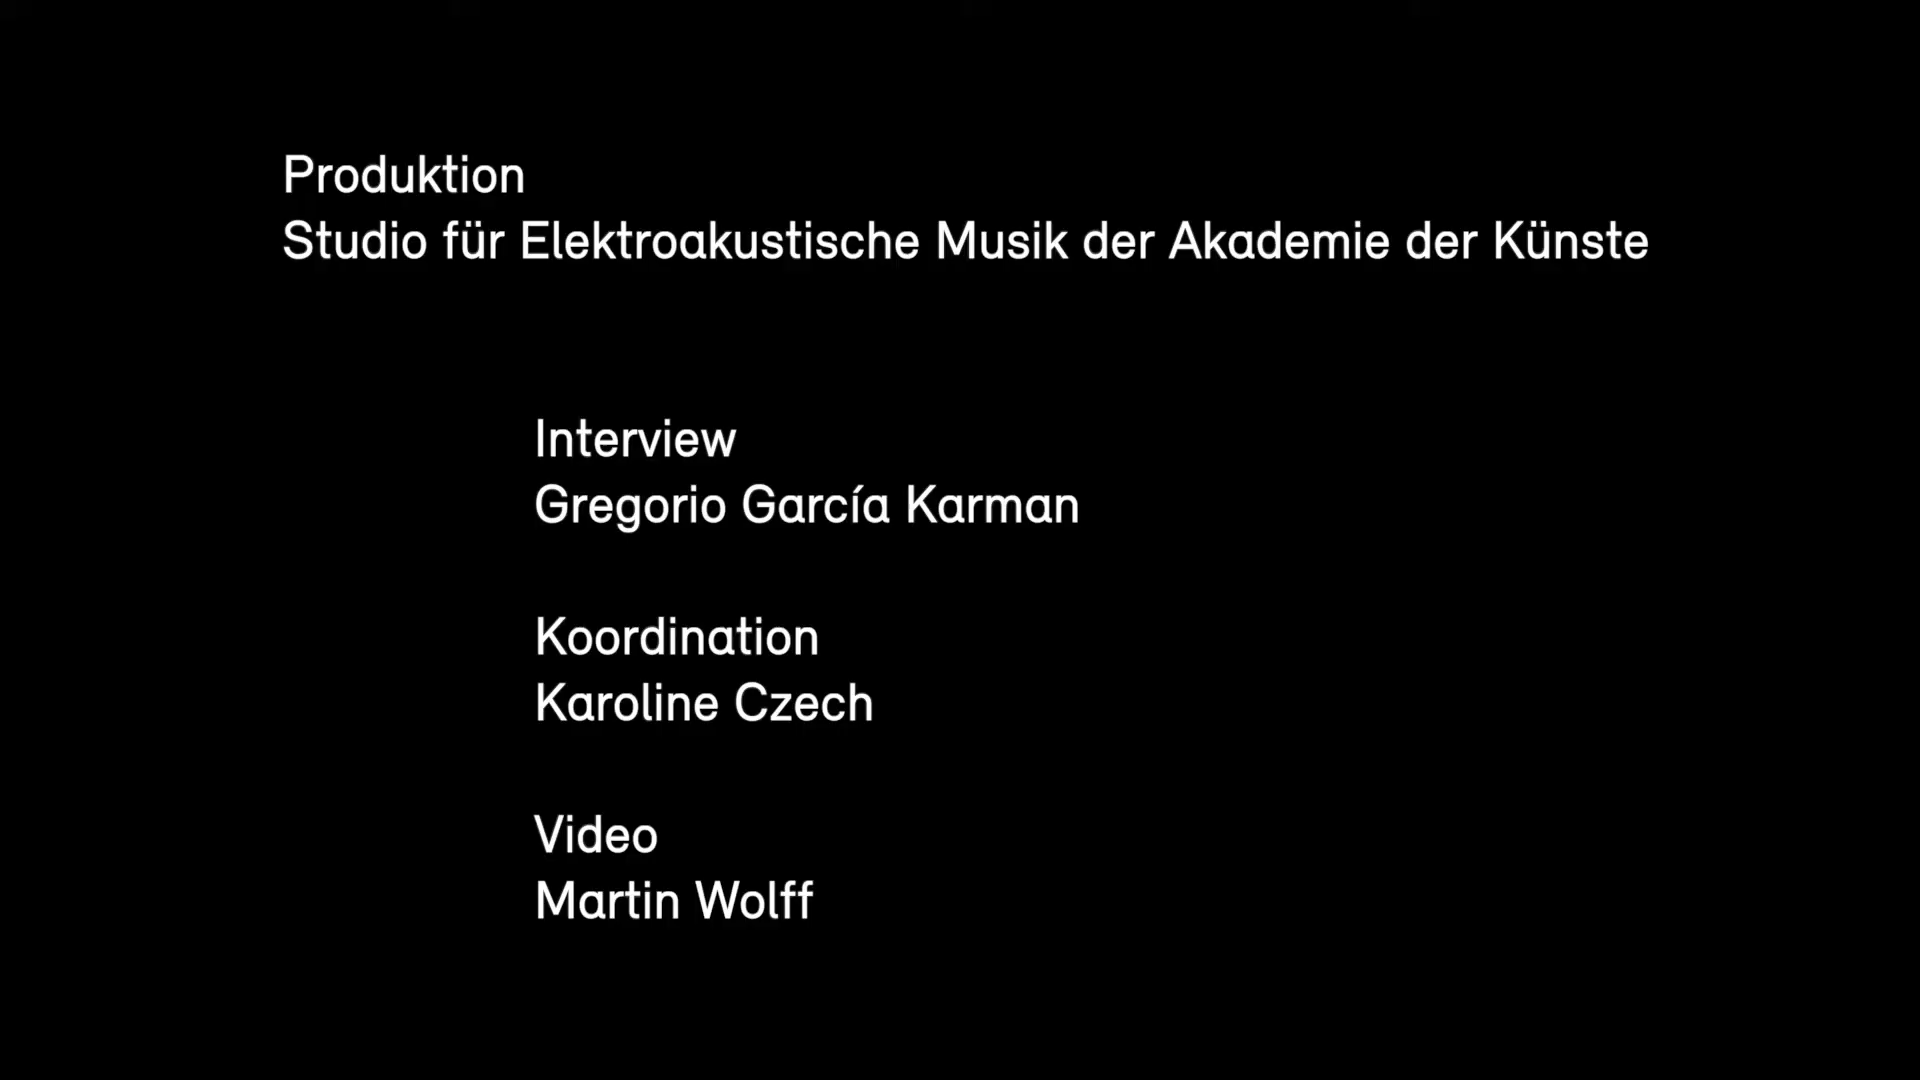 Produktion
Studio für Elektroakustische Musik der Akademie der Künste
Interview
Gregorio García Karman
Koordination
Karoline Czech
Video
Martin Wolff